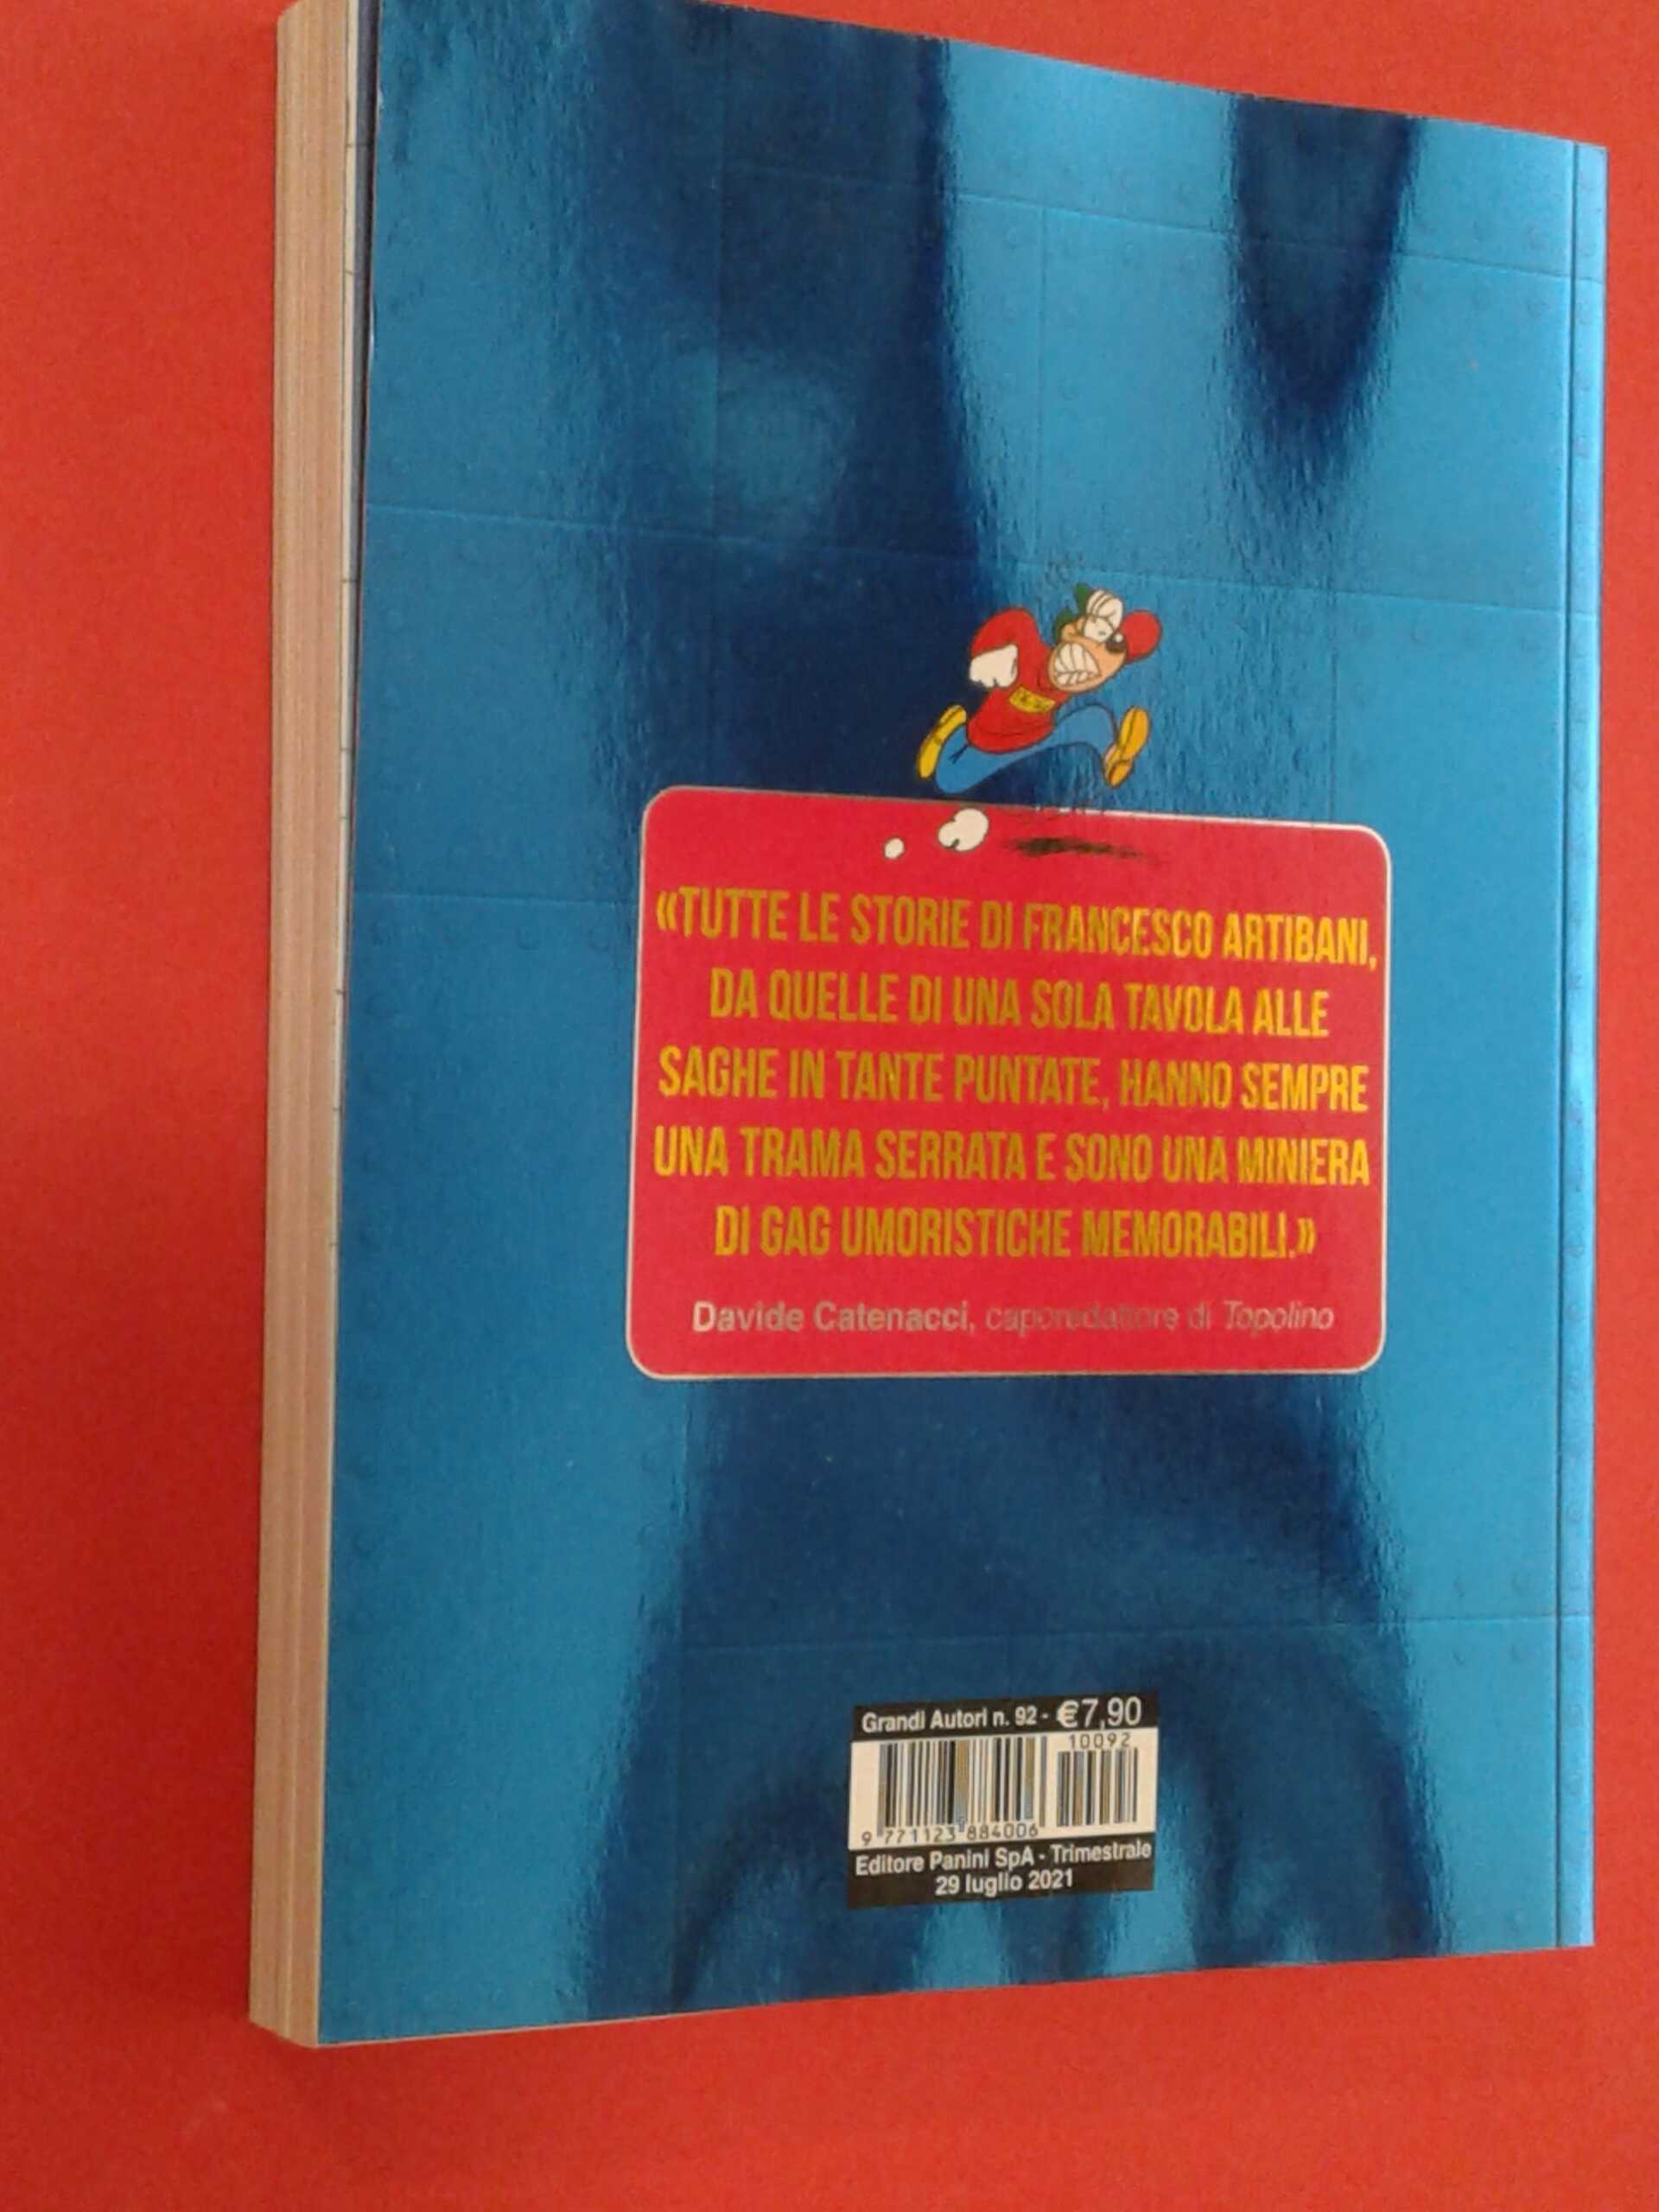 «TUTTE LE STORIE DI FRANCESCO ARTIBANI,
DA QUELLE DI UNA SOLA TAVOLA ALLE
SAGHE IN TANTE PUNTATE, HANNO SEMPRE
UNA TRAMA SERRATA E SONO UNA MINIERA
DI GAG UMORISTICHE MEMORABILI.»
Davide Catenacci, caporedattore di Topolino
Grandi Autori n. 92 - €7,90
10092
9 771123 884006
Editore Panini SpA - Trimestrale
29 luglio 2021